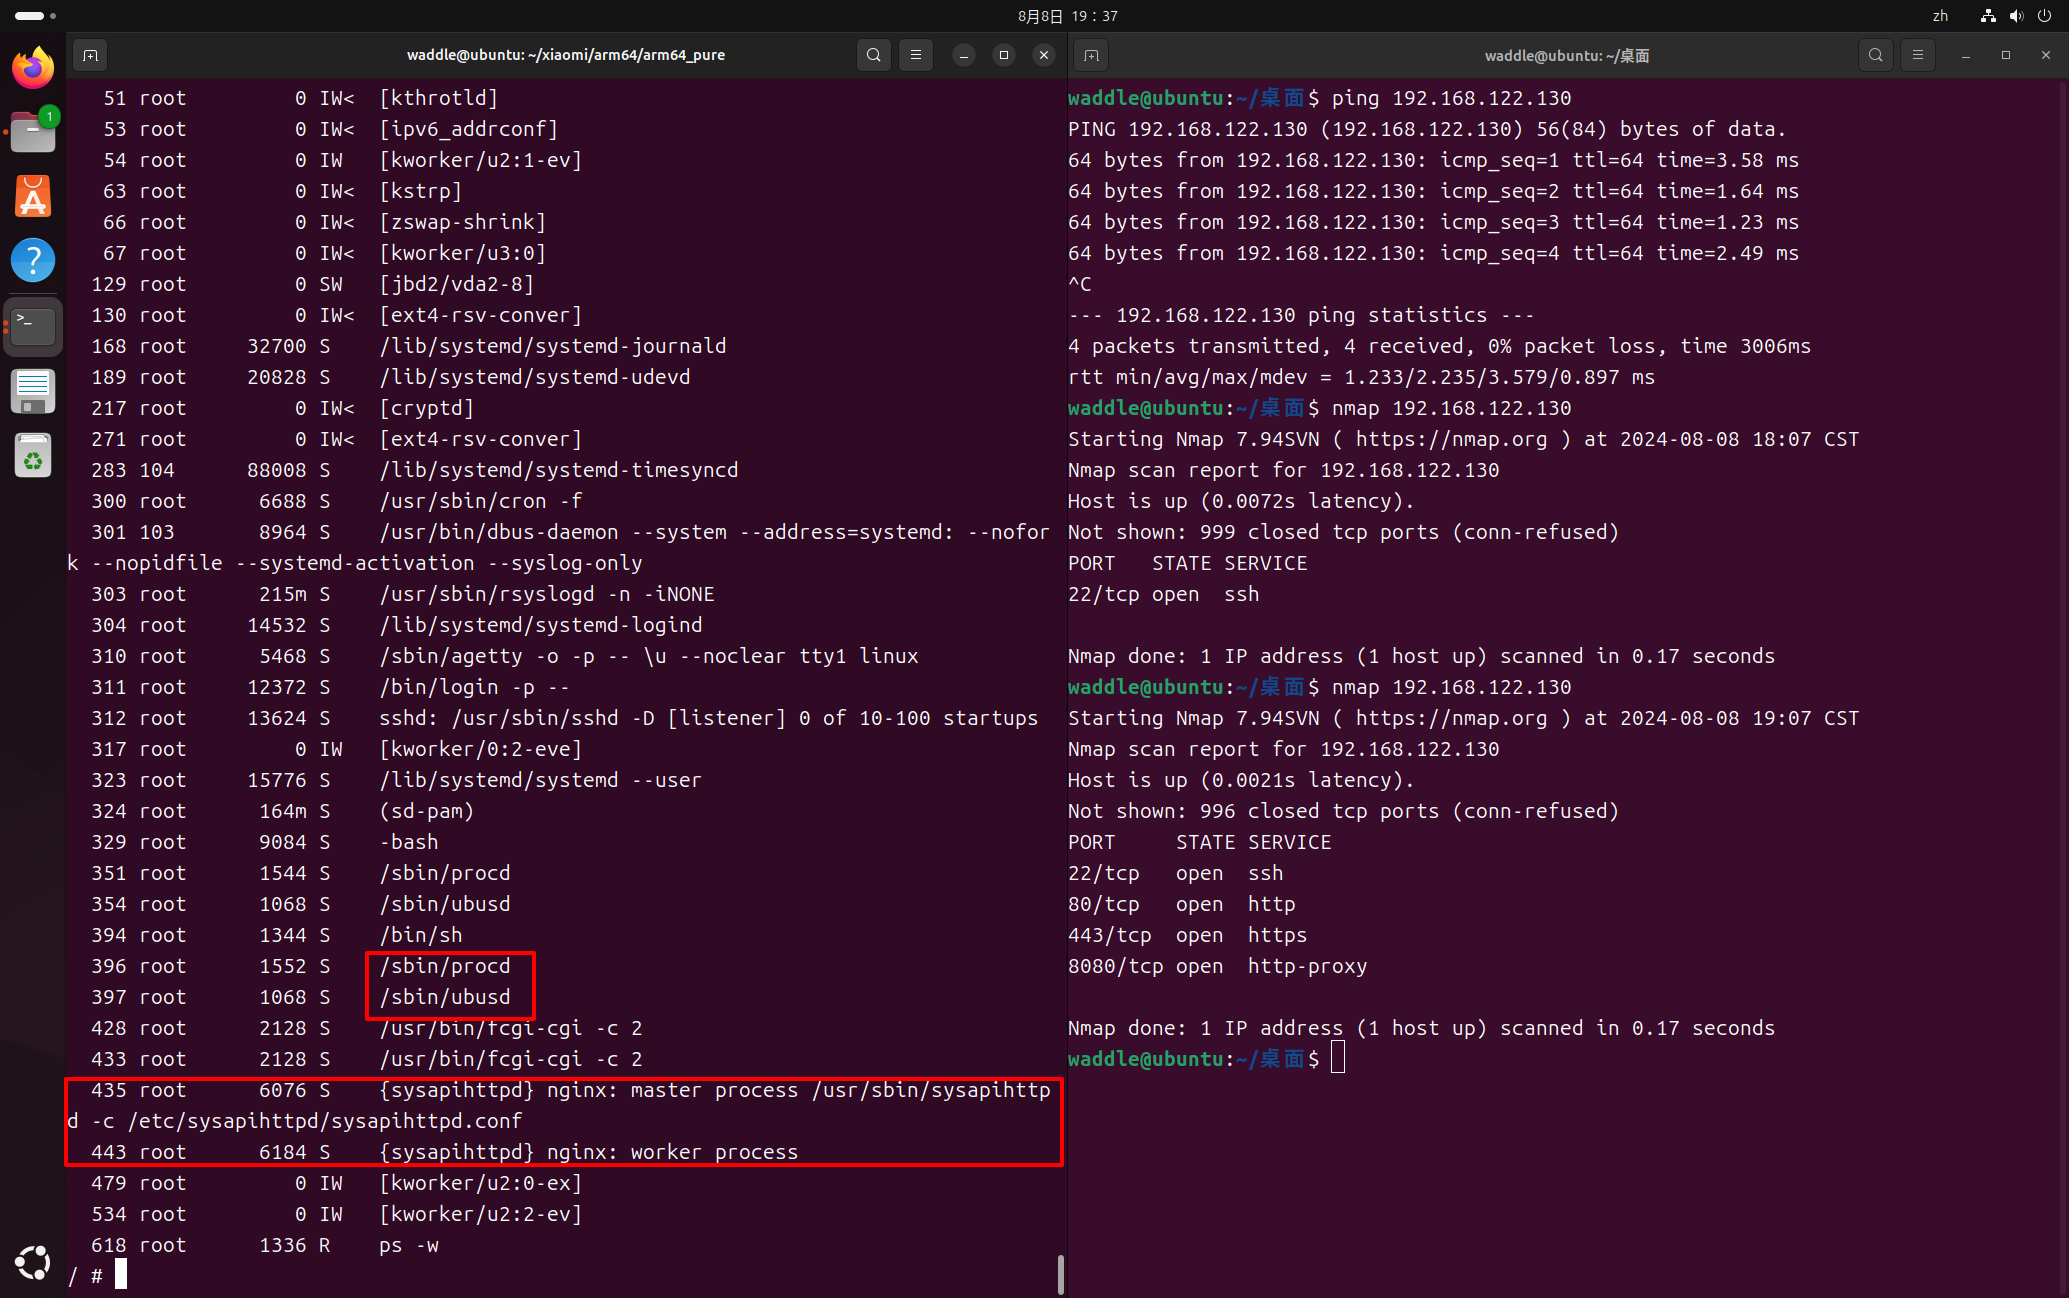 8月8日 19：37
zh
1
waddle@ubuntu: ~/xiaomi/arm64/arm64_pure
51 root 0 IW< [kthrotld]
53 root 0 IW< [ipv6_addrconf]
54 root 0 IW [kworker/u2:1-ev]
63 root 0 IW< [kstrp]
66 root 0 IW< [zswap-shrink]
67 root 0 IW< [kworker/u3:0]
129 root 0 SW [jbd2/vda2-8]
130 root 0 IW< [ext4-rsv-conver]
168 root 32700 S /lib/systemd/systemd-journald
189 root 20828 S /lib/systemd/systemd-udevd
217 root 0 IW< [cryptd]
271 root 0 IW< [ext4-rsv-conver]
283 104 88008 S /lib/systemd/systemd-timesyncd
300 root 6688 S /usr/sbin/cron -f
301 103 8964 S /usr/bin/dbus-daemon --system --address=systemd: --nofor
k --nopidfile --systemd-activation --syslog-only
303 root 215m S /usr/sbin/rsyslogd -n -iNONE
304 root 14532 S /lib/systemd/systemd-logind
310 root 5468 S /sbin/agetty -o -p -- \u --noclear tty1 linux
311 root 12372 S /bin/login -p --
312 root 13624 S sshd: /usr/sbin/sshd -D [listener] 0 of 10-100 startups
317 root 0 IW [kworker/0:2-eve]
323 root 15776 S /lib/systemd/systemd --user
324 root 164m S (sd-pam)
329 root 9084 S -bash
351 root 1544 S /sbin/procd
354 root 1068 S /sbin/ubusd
394 root 1344 S /bin/sh
396 root 1552 S /sbin/procd
397 root 1068 S /sbin/ubusd
428 root 2128 S /usr/bin/fcgi-cgi -c 2
433 root 2128 S /usr/bin/fcgi-cgi -c 2
435 root 6076 S {sysapihttpd} nginx: master process /usr/sbin/sysapihttp
d -c /etc/sysapihttpd/sysapihttpd.conf
443 root 6184 S {sysapihttpd} nginx: worker process
479 root 0 IW [kworker/u2:0-ex]
534 root 0 IW [kworker/u2:2-ev]
618 root 1336 R ps -w
/ #
waddle@ubuntu: ~/桌面
waddle@ubuntu:~/桌面$ ping 192.168.122.130
PING 192.168.122.130 (192.168.122.130) 56(84) bytes of data.
64 bytes from 192.168.122.130: icmp_seq=1 ttl=64 time=3.58 ms
64 bytes from 192.168.122.130: icmp_seq=2 ttl=64 time=1.64 ms
64 bytes from 192.168.122.130: icmp_seq=3 ttl=64 time=1.23 ms
64 bytes from 192.168.122.130: icmp_seq=4 ttl=64 time=2.49 ms
^C
--- 192.168.122.130 ping statistics ---
4 packets transmitted, 4 received, 0% packet loss, time 3006ms
rtt min/avg/max/mdev = 1.233/2.235/3.579/0.897 ms
waddle@ubuntu:~/桌面$ nmap 192.168.122.130
Starting Nmap 7.94SVN ( https://nmap.org ) at 2024-08-08 18:07 CST
Nmap scan report for 192.168.122.130
Host is up (0.0072s latency).
Not shown: 999 closed tcp ports (conn-refused)
PORT STATE SERVICE
22/tcp open ssh
Nmap done: 1 IP address (1 host up) scanned in 0.17 seconds
waddle@ubuntu:~/桌面$ nmap 192.168.122.130
Starting Nmap 7.94SVN ( https://nmap.org ) at 2024-08-08 19:07 CST
Nmap scan report for 192.168.122.130
Host is up (0.0021s latency).
Not shown: 996 closed tcp ports (conn-refused)
PORT STATE SERVICE
22/tcp open ssh
80/tcp open http
443/tcp open https
8080/tcp open http-proxy
Nmap done: 1 IP address (1 host up) scanned in 0.17 seconds
waddle@ubuntu:~/桌面$